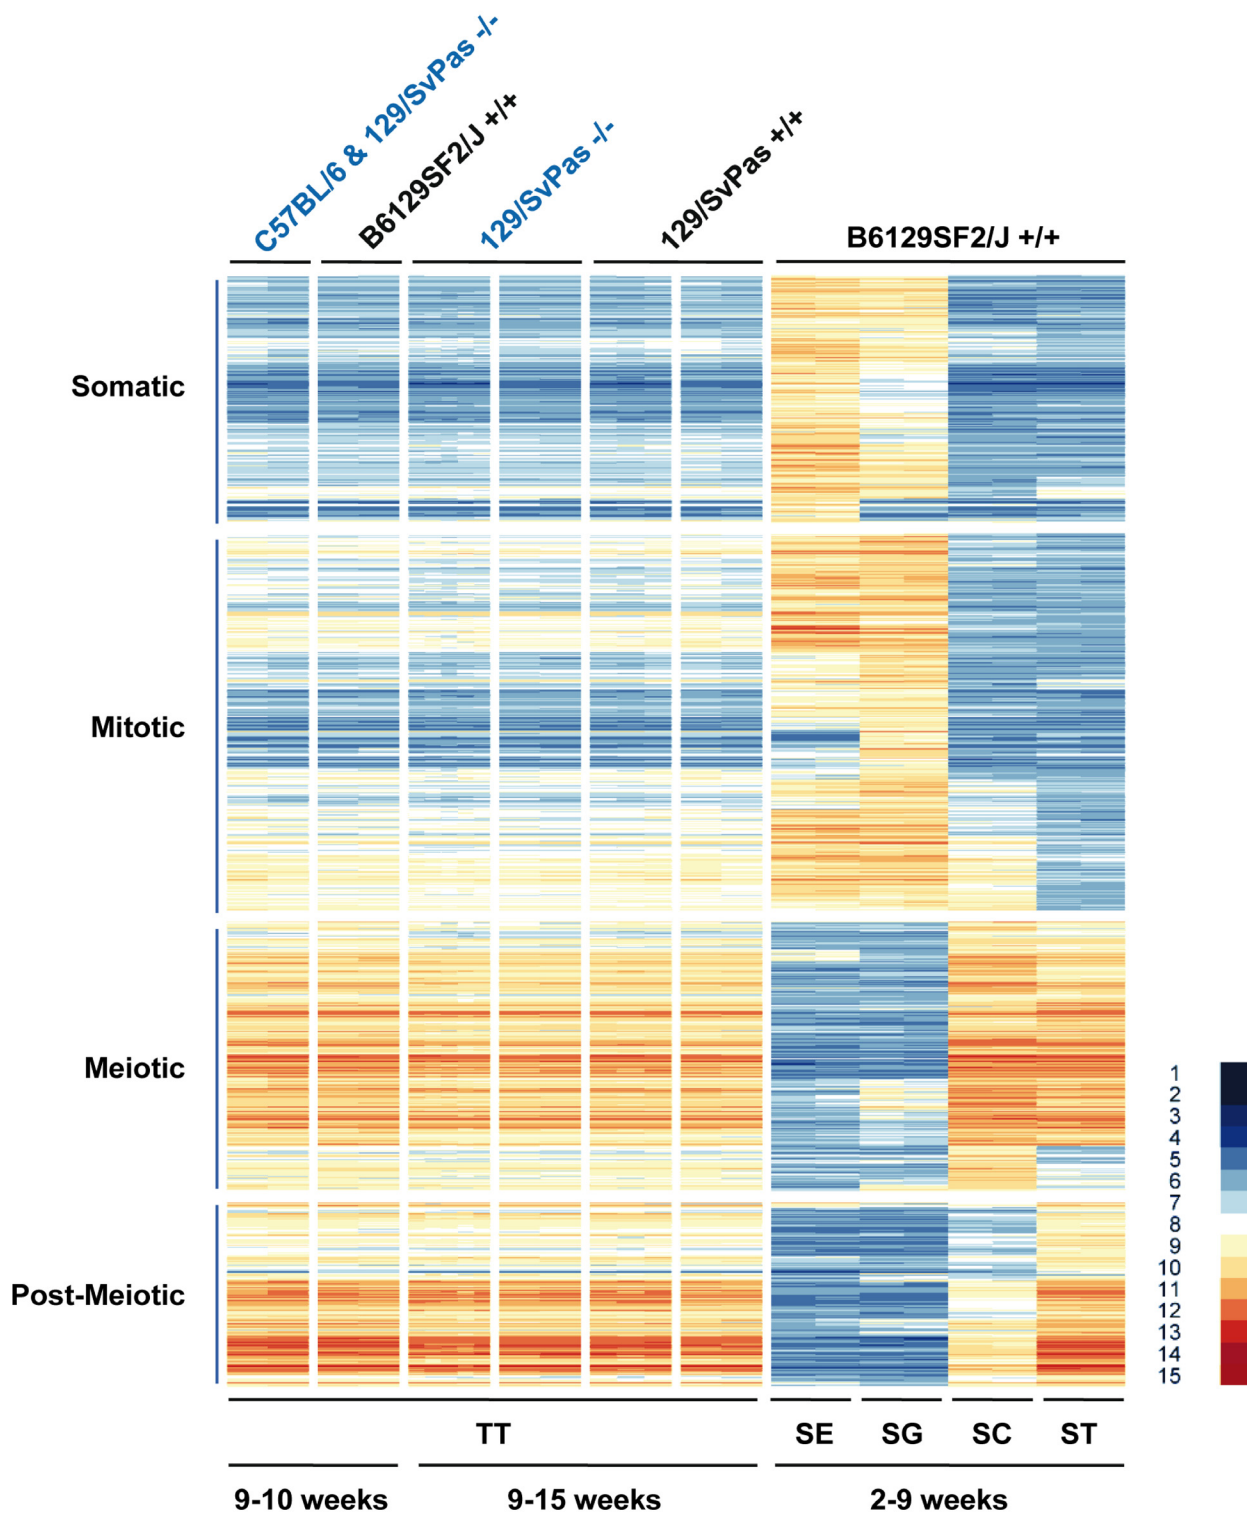 C57BL/6 & 129/SvPas -/-
B6129SF2/J +/+
129/SvPas -/-
129/SvPas +/+
B6129SF2/J +/+
Somatic
Mitotic
Meiotic
Post-Meiotic
1
2
3
4
5
6
7
8
9
10
11
12
13
14
15
TT
SE
SG
SC
ST
9-10 weeks
9-15 weeks
2-9 weeks